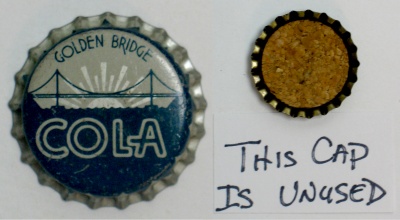 GOLDEN BRIDGE
COLA
THIS CAP
IS UNUSED